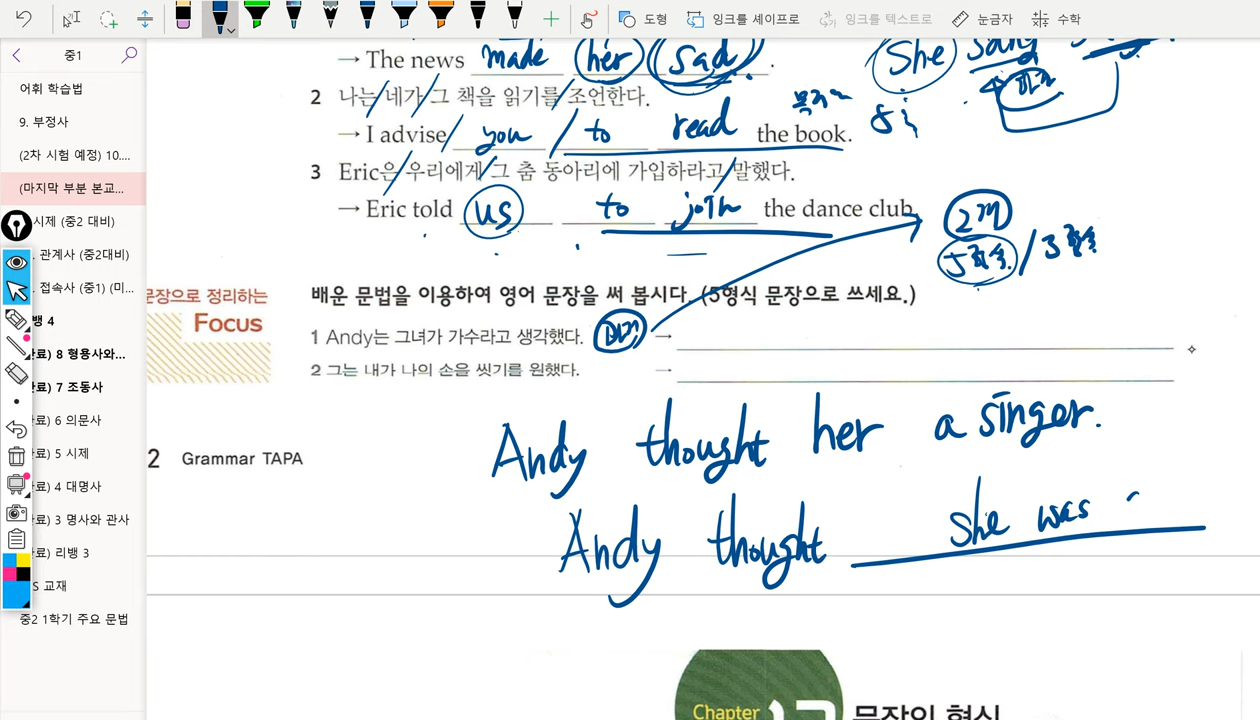 도형 잉크를 셰이프로 잉크를 텍스트로 눈금자 수학
중1
어휘 학습법
9. 부정사
(2차 시험 예정) 10....
(마지막 부분 본교...
시제 (중2 대비)
관계사 (중2대비)
접속사 (중1) (미...
뱅 4
료) 8 형용사와...
료) 7 조동사
료) 6 의문사
료) 5 시제
료) 4 대명사
료) 3 명사와 관사
료) 리뱅 3
S 교재
중2 1학기 주요 문법
→ The news made her sad.
She sang
2 나는 네가 그 책을 읽기를 조언한다.
→ I advise you to read the book.
3 Eric은 우리에게 그 춤 동아리에 가입하라고 말했다.
→ Eric told us to join the dance club.
2개
5형식 / 3형식
문장으로 정리하는
Focus
배운 문법을 이용하여 영어 문장을 써 봅시다. (5형식 문장으로 쓰세요.)
1 Andy는 그녀가 가수라고 생각했다. →
2 그는 내가 나의 손을 씻기를 원했다. →
Andy thought her a singer.
2 Grammar TAPA
Andy thought she was
Chapter
문장의 형식